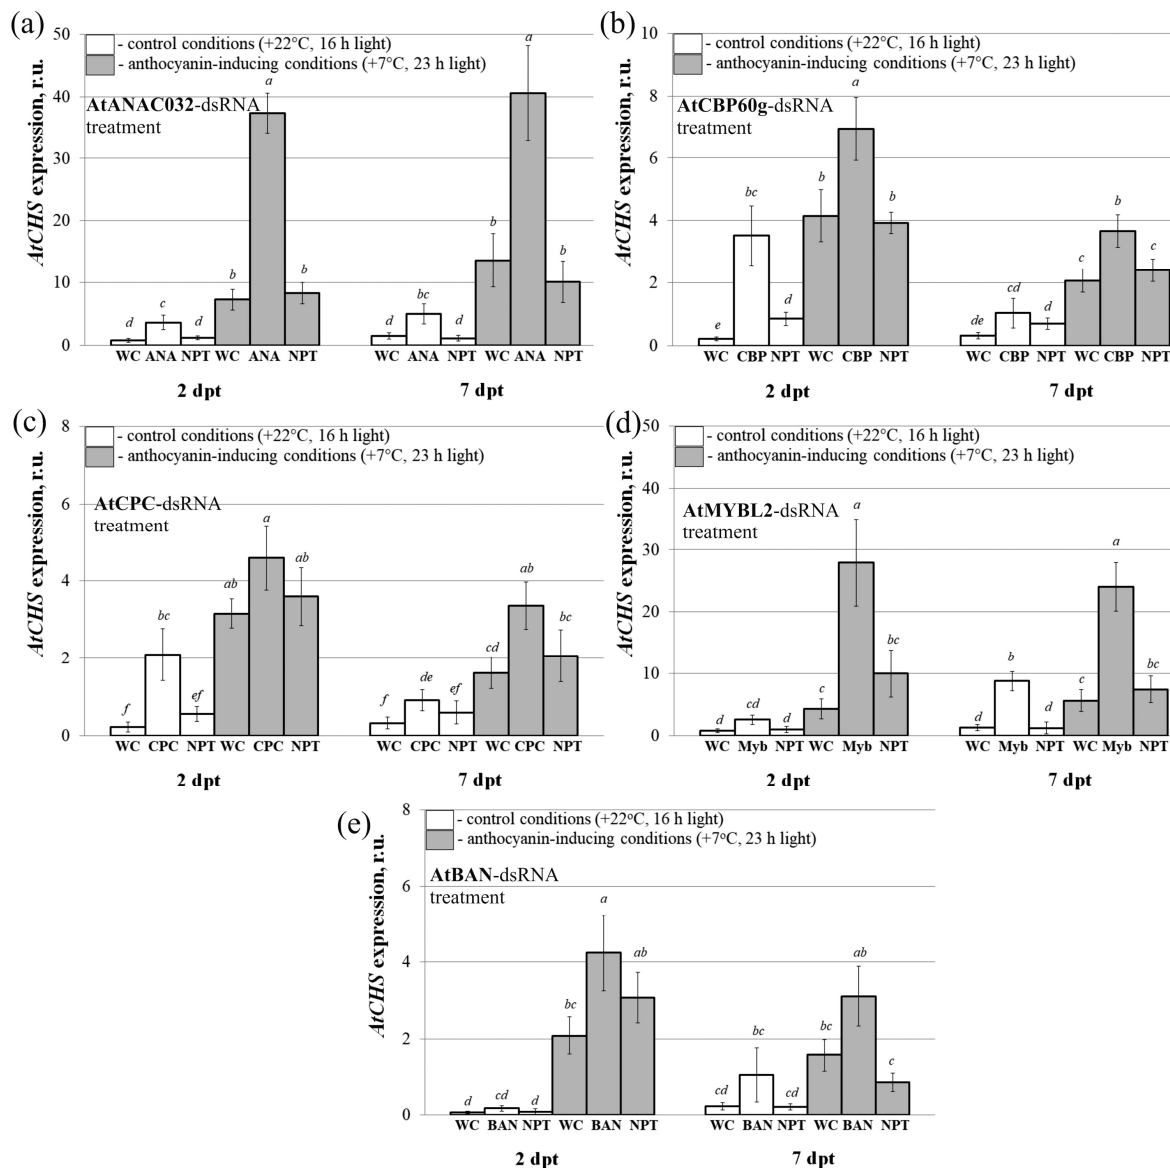 (a)
50
40
30
20
10
0
AtCHS expression, r.u.
- control conditions (+22°C, 16 h light)
- anthocyanin-inducing conditions (+7°C, 23 h light)
AtANAC032-dsRNA
treatment
d c d b a b d bc d b a b
WC ANA NPT WC ANA NPT WC ANA NPT WC ANA NPT
2 dpt 7 dpt
(b)
10
8
6
4
2
0
AtCHS expression, r.u.
- control conditions (+22°C, 16 h light)
- anthocyanin-inducing conditions (+7°C, 23 h light)
AtCBP60g-dsRNA
treatment
e bc d b a b de cd d c b c
WC CBP NPT WC CBP NPT WC CBP NPT WC CBP NPT
2 dpt 7 dpt
(c)
8
6
4
2
0
AtCHS expression, r.u.
- control conditions (+22°C, 16 h light)
- anthocyanin-inducing conditions (+7°C, 23 h light)
AtCPC-dsRNA
treatment
f bc ef ab a ab f de ef cd ab bc
WC CPC NPT WC CPC NPT WC CPC NPT WC CPC NPT
2 dpt 7 dpt
(d)
50
40
30
20
10
0
AtCHS expression, r.u.
- control conditions (+22°C, 16 h light)
- anthocyanin-inducing conditions (+7°C, 23 h light)
AtMYBL2-dsRNA
treatment
d cd d c a bc d b d c a bc
WC Myb NPT WC Myb NPT WC Myb NPT WC Myb NPT
2 dpt 7 dpt
(e)
8
6
4
2
0
AtCHS expression, r.u.
- control conditions (+22°C, 16 h light)
- anthocyanin-inducing conditions (+7°C, 23 h light)
AtBAN-dsRNA
treatment
d cd d bc a ab cd bc cd bc ab c
WC BAN NPT WC BAN NPT WC BAN NPT WC BAN NPT
2 dpt 7 dpt